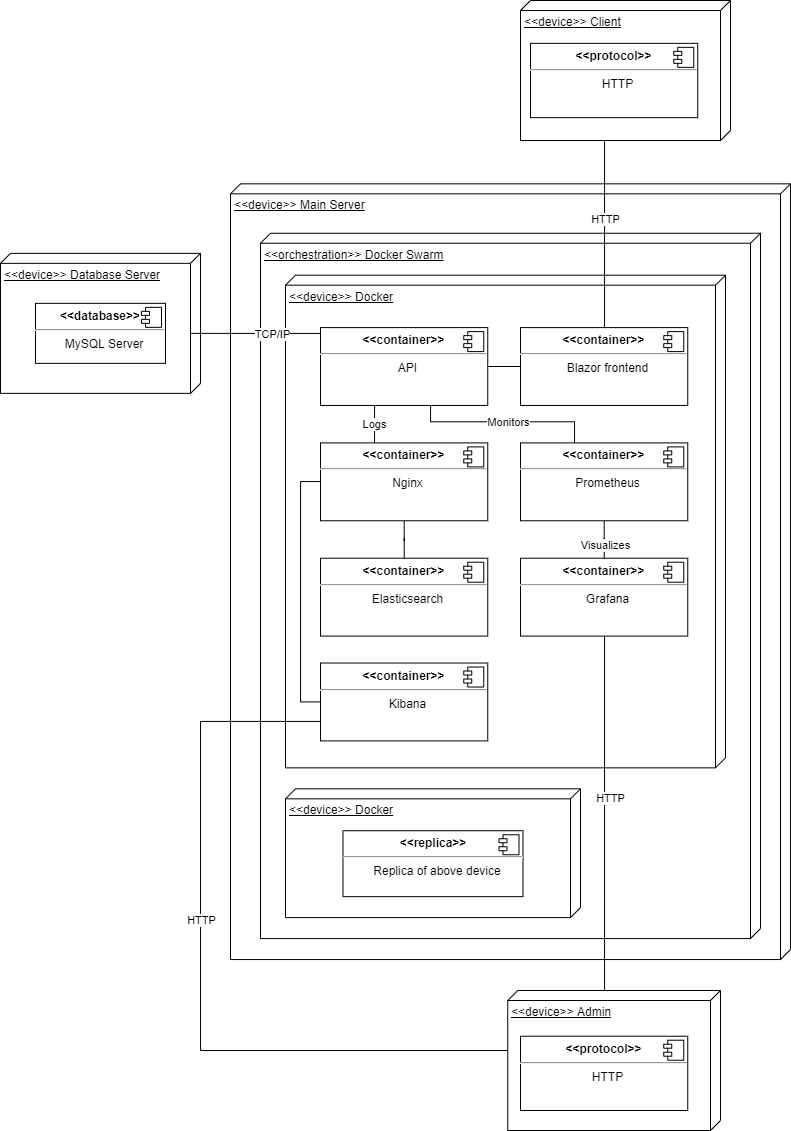 <<device>> Client
<<protocol>>
HTTP
<<device>> Main Server
HTTP
<<orchestration>> Docker Swarm
<<device>> Database Server
<<database>>
MySQL Server
<<device>> Docker
TCP/IP
<<container>>
API
<<container>>
Blazor frontend
Logs
Monitors
<<container>>
Nginx
<<container>>
Prometheus
Visualizes
<<container>>
Elasticsearch
<<container>>
Grafana
<<container>>
Kibana
HTTP
<<device>> Docker
<<replica>>
Replica of above device
HTTP
<<device>> Admin
<<protocol>>
HTTP